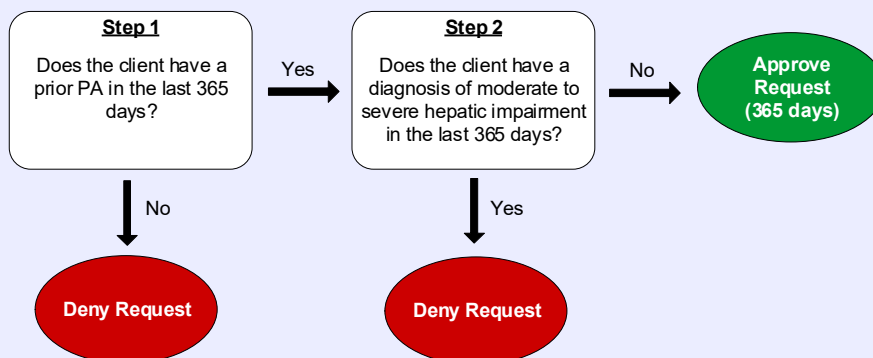 Step 1
Does the client have a
prior PA in the last 365
days?
Yes
Step 2
Does the client have a
diagnosis of moderate to
severe hepatic impairment
in the last 365 days?
No
Approve
Request
(365 days)
No
Yes
Deny Request
Deny Request